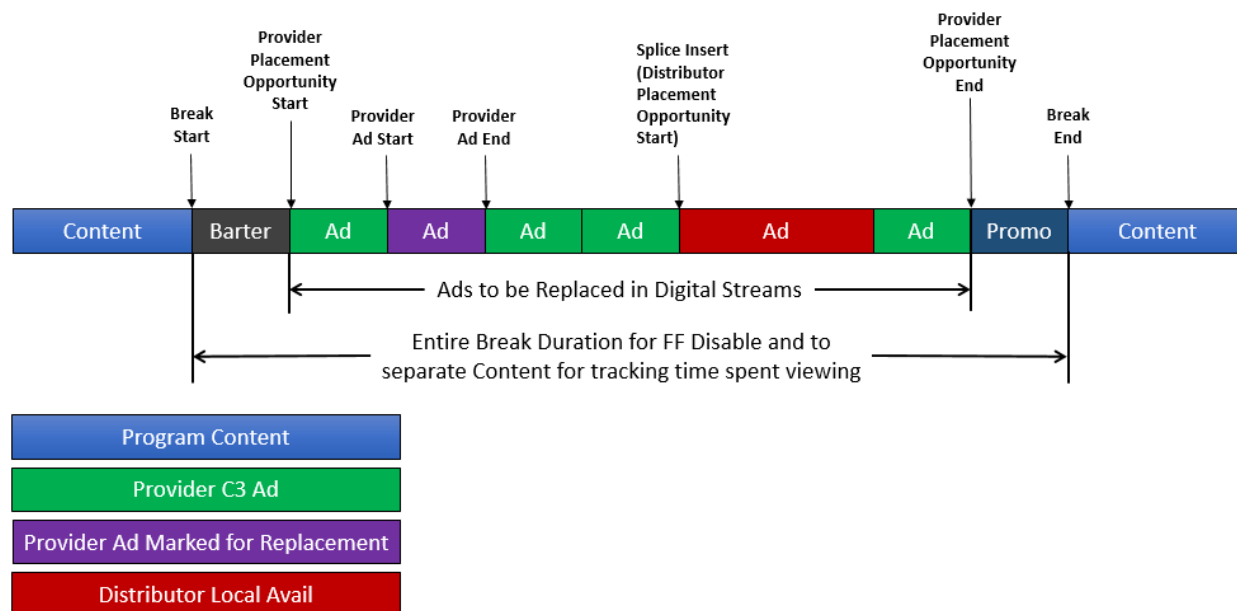 Provider
Placement
Opportunity
Start
Provider
Placement
Opportunity
End
Splice Insert
(Distributor
Placement
Opportunity
Start)
Break
Start
Provider
Ad Start
Provider
Ad End
Break
End
Content
Barter
Ad
Ad
Ad
Ad
Ad
Ad
Promo
Content
Ads to be Replaced in Digital Streams
Entire Break Duration for FF Disable and to
separate Content for tracking time spent viewing
Program Content
Provider C3 Ad
Provider Ad Marked for Replacement
Distributor Local Avail